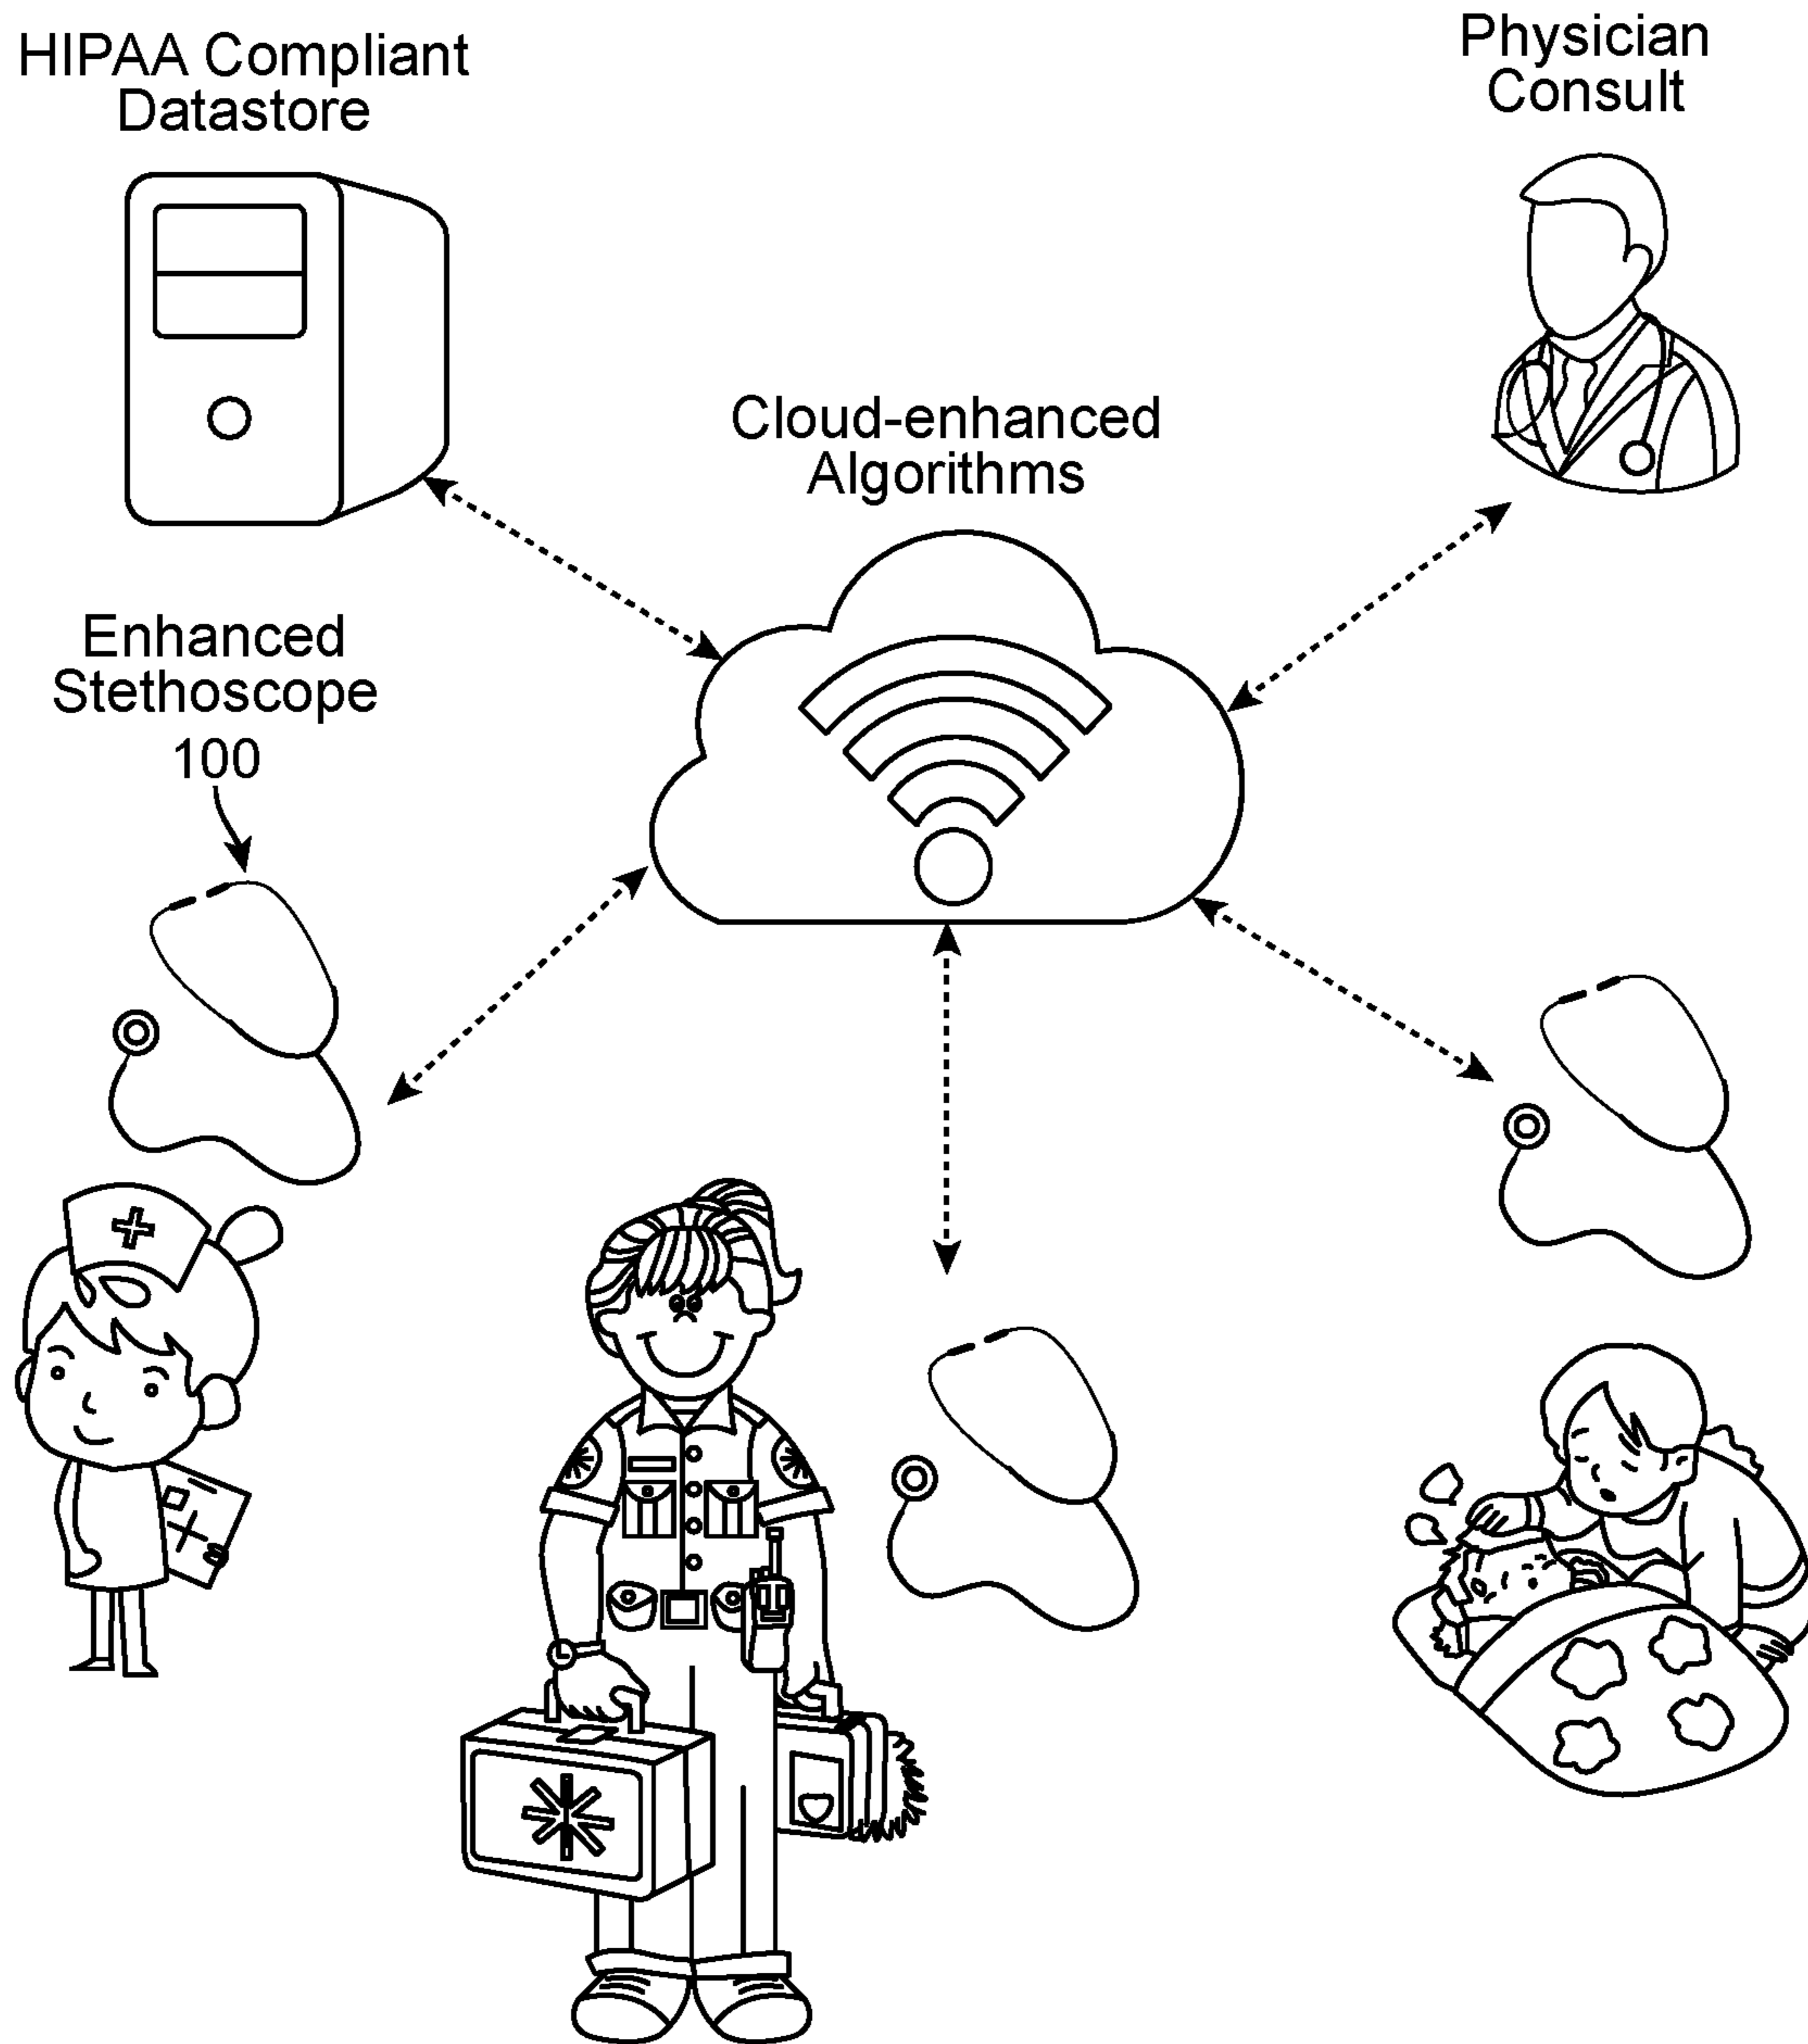 HIPAA Compliant
Datastore
Physician
Consult
Cloud-enhanced
Algorithms
Enhanced
Stethoscope
100